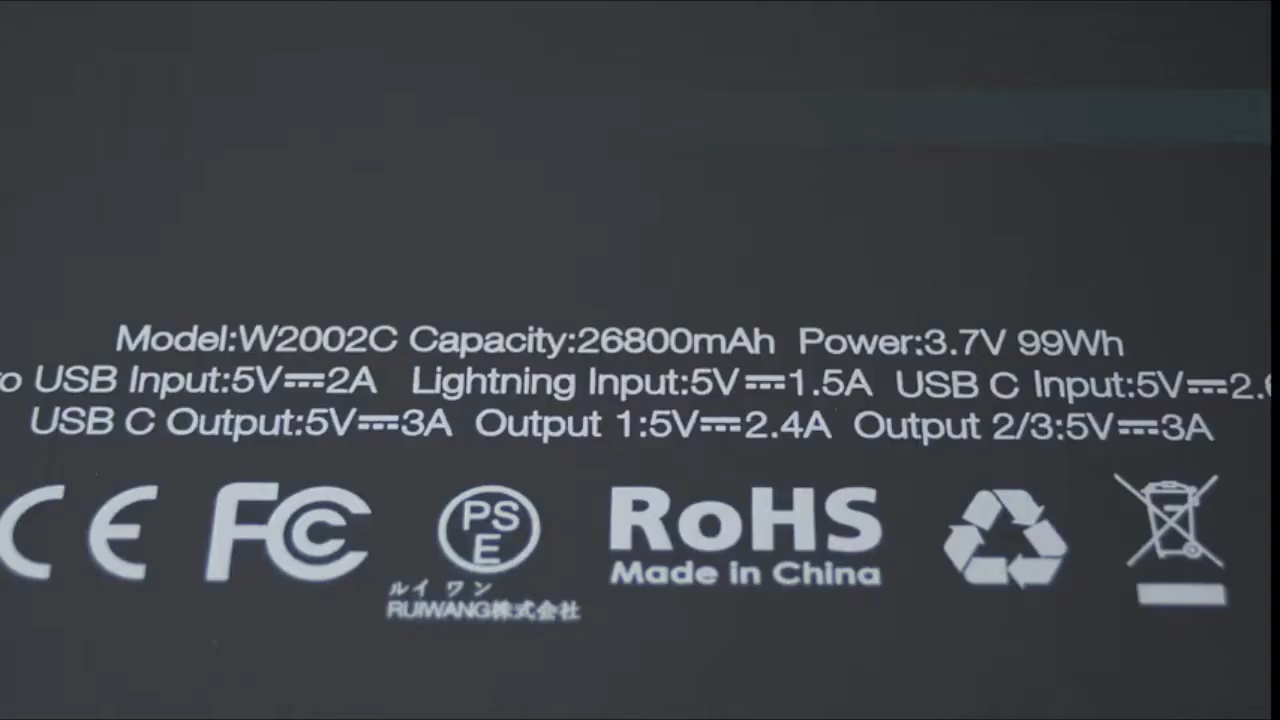 Model:W2002C Capacity:26800mAh Power:3.7V 99Wh
USB Input:5V⎓2A Lightning Input:5V⎓1.5A USB C Input:5V⎓2.
USB C Output:5V⎓3A Output 1:5V⎓2.4A Output 2/3:5V⎓3A
CE FC PSE RoHS
Made in China
ルイ ワン
RUIWANG株式会社